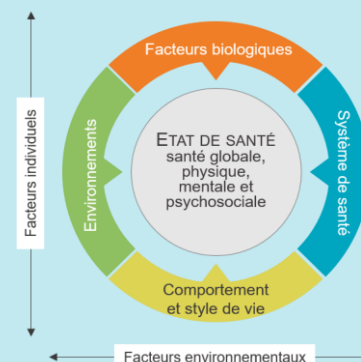 Facteurs biologiques
Facteurs individuels
Environnements
ETAT DE SANTÉ
santé globale,
physique,
mentale et
psychosociale
Système de santé
Comportement
et style de vie
Facteurs environnementaux